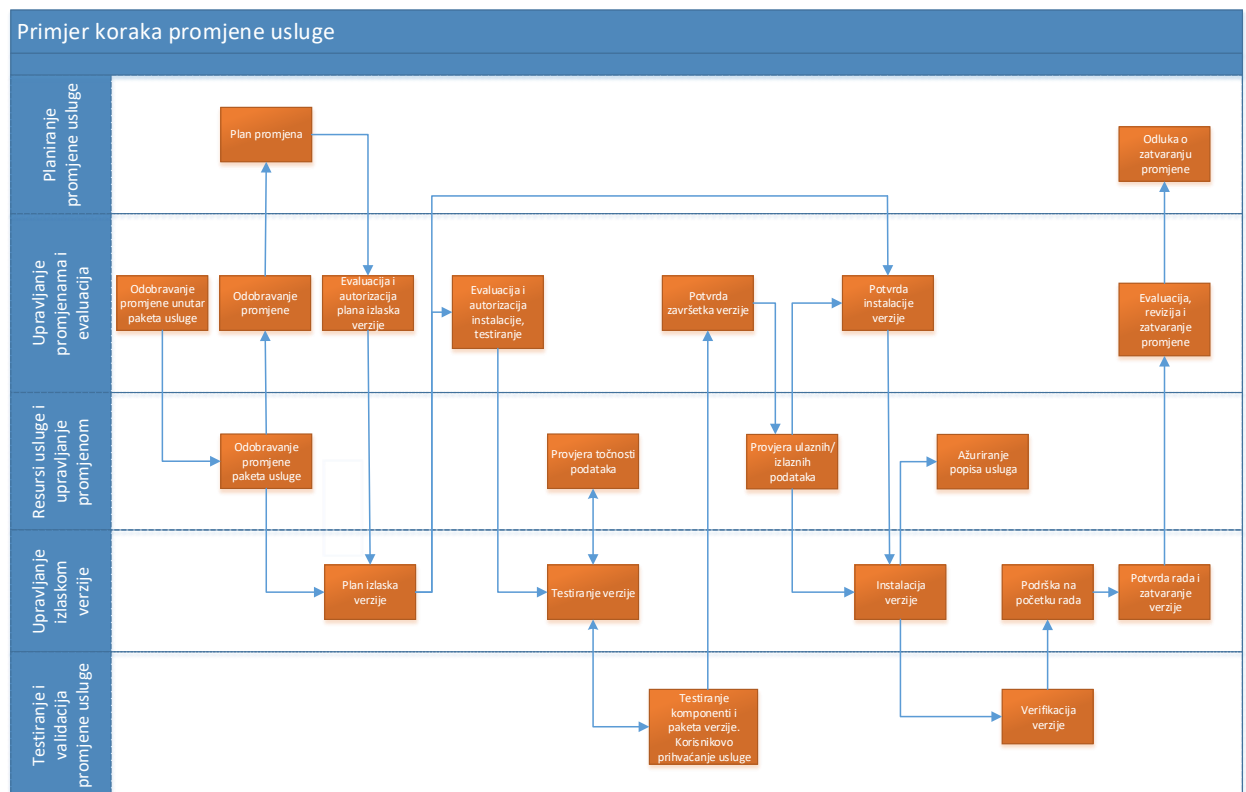 Primjer koraka promjene usluge
Planiranje
promjene usluge
Plan promjena
Odluka o
zatvaranju
promjene
Upravljanje
promjenama i
evaluacija
Odobravanje
promjene unutar
paketa usluge
Odobravanje
promjene
Evaluacija i
autorizacija
plana izlaska
verzije
Evaluacija i
autorizacija
instalacije,
testiranje
Potvrda
završetka verzije
Potvrda
instalacije
verzije
Evaluacija,
revizija i
zatvaranje
promjene
Resursi usluge i
upravljanje
promjenom
Odobravanje
promjene
paketa usluge
Provjera točnosti
podataka
Provjera ulaznih/
izlaznih
podataka
Ažuriranje
popisa usluga
Upravljanje
izlaskom
verzije
Plan izlaska
verzije
Testiranje verzije
Instalacija
verzije
Podrška na
početku rada
Potvrda rada i
zatvaranje
verzije
Testiranje i
validacija
promjene usluge
Testiranje
komponenti i
paketa verzije.
Korisnikovo
prihvaćanje usluge
Verifikacija
verzije